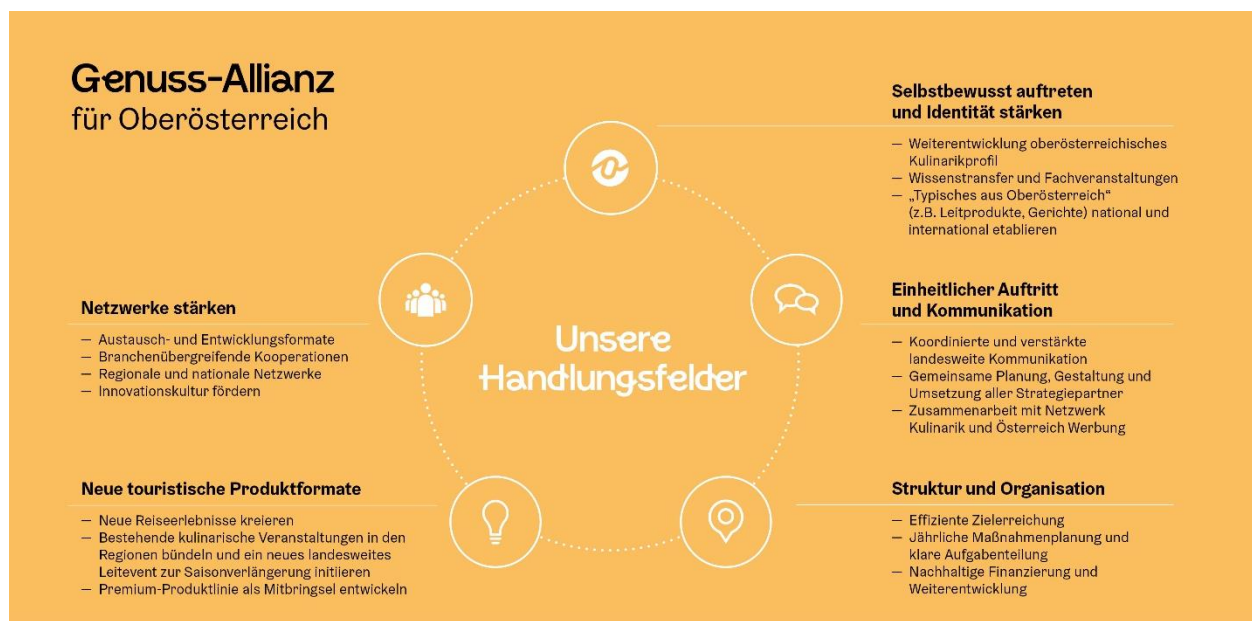 Genuss-Allianz
für Oberösterreich
Selbstbewusst auftreten
und Identität stärken
— Weiterentwicklung oberösterreichisches
Kulinarikprofil
— Wissenstransfer und Fachveranstaltungen
— „Typisches aus Oberösterreich“
(z.B. Leitprodukte, Gerichte) national und
international etablieren
Einheitlicher Auftritt
und Kommunikation
— Koordinierte und verstärkte
landesweite Kommunikation
— Gemeinsame Planung, Gestaltung und
Umsetzung aller Strategiepartner
— Zusammenarbeit mit Netzwerk
Kulinarik und Österreich Werbung
Struktur und Organisation
— Effiziente Zielerreichung
— Jährliche Maßnahmenplanung und
klare Aufgabenteilung
— Nachhaltige Finanzierung und
Weiterentwicklung
Unsere
Handlungsfelder
Netzwerke stärken
— Austausch- und Entwicklungsformate
— Branchenübergreifende Kooperationen
— Regionale und nationale Netzwerke
— Innovationskultur fördern
Neue touristische Produktformate
— Neue Reiseerlebnisse kreieren
— Bestehende kulinarische Veranstaltungen in den
Regionen bündeln und ein neues landesweites
Leitevent zur Saisonverlängerung initiieren
— Premium-Produktlinie als Mitbringsel entwickeln